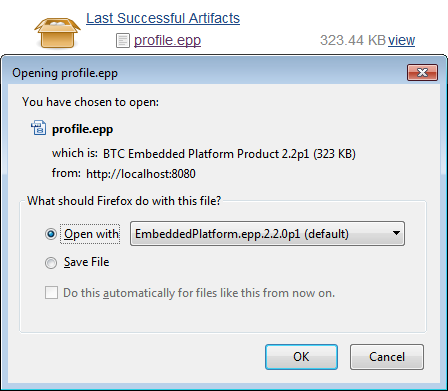 Last Successful Artifacts
profile.epp 323.44 KB view
Opening profile.epp
You have chosen to open:
profile.epp
which is: BTC Embedded Platform Product 2.2p1 (323 KB)
from: http://localhost:8080
What should Firefox do with this file?
Open with EmbeddedPlatform.epp.2.2.0p1 (default)
Save File
Do this automatically for files like this from now on.
OK Cancel